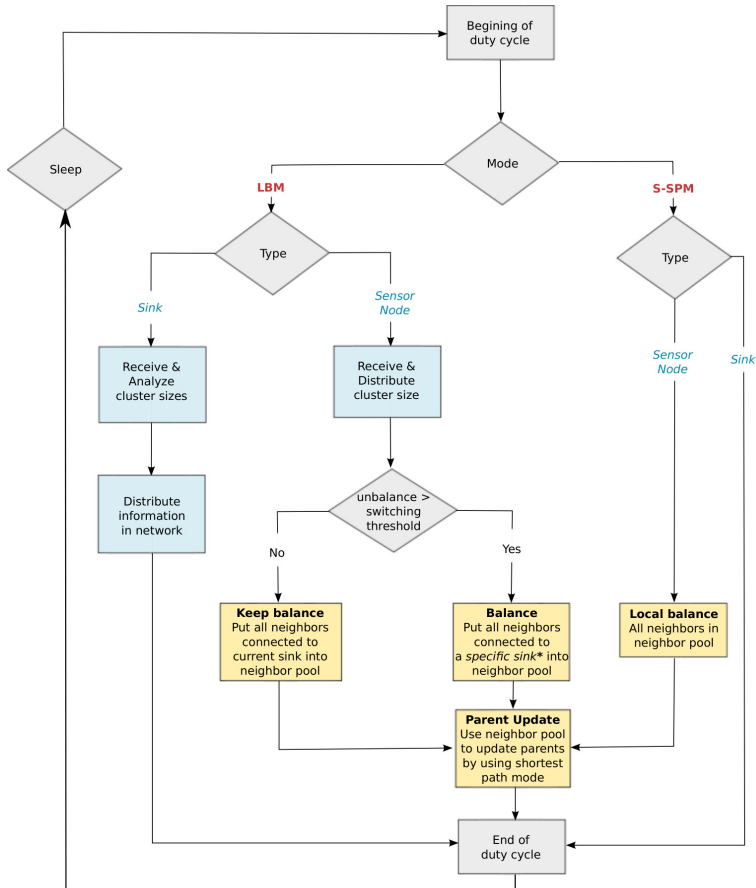 Begining of
duty cycle
Sleep
Mode
LBM
S-SPM
Type
Type
Sink
Sensor
Node
Sensor
Node
Sink
Receive &
Analyze
cluster sizes
Receive &
Distribute
cluster size
Distribute
information
in network
unbalance >
switching
threshold
No
Yes
Keep balance
Put all neighbors
connected to
current sink into
neighbor pool
Balance
Put all neighbors
connected to
a specific sink* into
neighbor pool
Local balance
All neighbors in
neighbor pool
Parent Update
Use neighbor pool
to update parents
by using shortest
path mode
End of
duty cycle